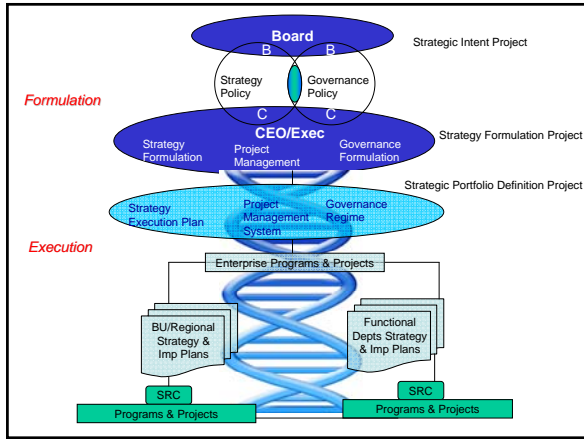 Board
B B
Strategic Intent Project
Strategy
Policy
Governance
Policy
Formulation
C C
CEO/Exec
Strategy Formulation Project
Strategy
Formulation
Project
Management
Governance
Formulation
Strategic Portfolio Definition Project
Strategy
Execution Plan
Project
Management
System
Governance
Regime
Execution
Enterprise Programs & Projects
BU/Regional
Strategy &
Imp Plans
Functional
Depts Strategy
& Imp Plans
SRC
SRC
Programs & Projects
Programs & Projects